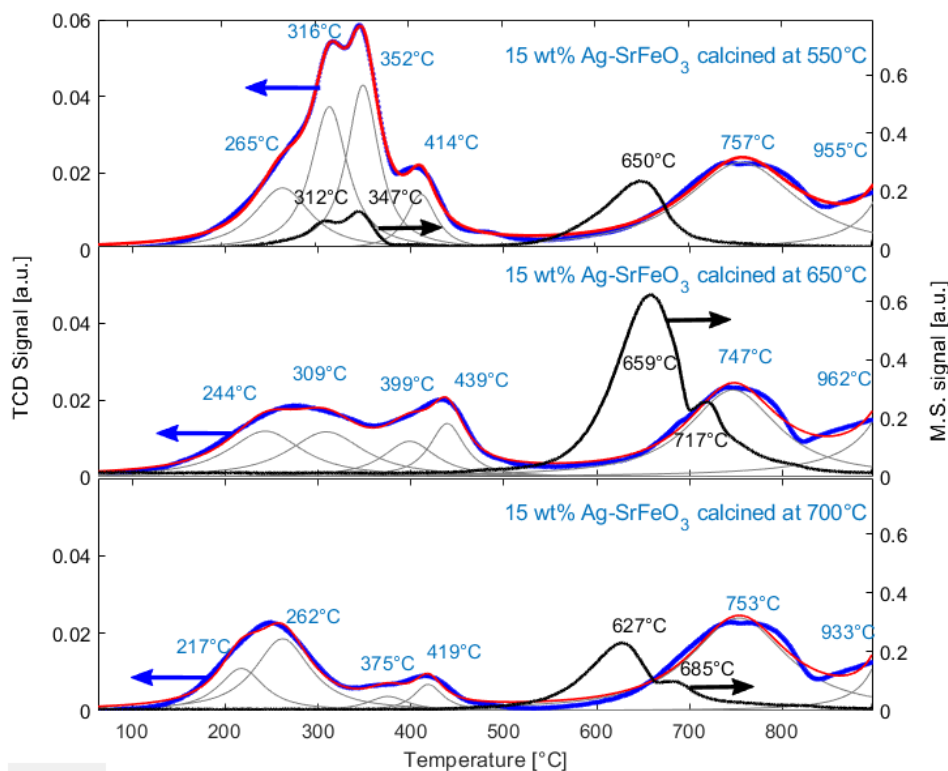 0.06
316°C
352°C
15 wt% Ag-SrFeO3 calcined at 550°C
0.6
0.04
265°C
414°C
757°C
955°C
0.4
650°C
0.02
312°C
347°C
0.2
0
0
15 wt% Ag-SrFeO3 calcined at 650°C
0.6
0.04
244°C
309°C
399°C
439°C
659°C
747°C
962°C
0.4
0.02
717°C
0.2
0
0
15 wt% Ag-SrFeO3 calcined at 700°C
0.6
0.04
217°C
262°C
375°C
419°C
627°C
753°C
933°C
0.4
0.02
685°C
0.2
0
0
100 200 300 400 500 600 700 800
Temperature [°C]
TCD Signal [a.u.]
M.S. signal [a.u.]